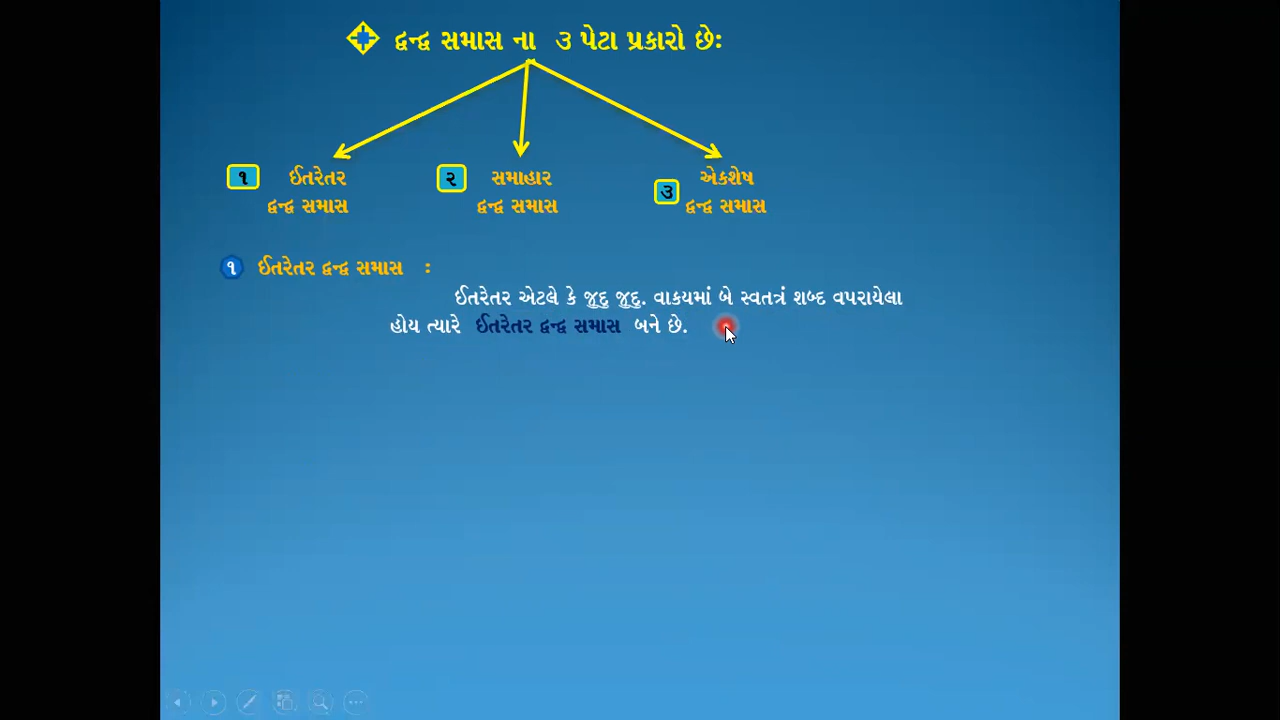 દ્વન્દ્વ સમાસ ના ૩ પેટા પ્રકારો છેઃ
૧ ઈતરેતર
દ્વન્દ્વ સમાસ
૨ સમાહાર
દ્વન્દ્વ સમાસ
૩ એકશેષ
દ્વન્દ્વ સમાસ
૧ ઈતરેતર દ્વન્દ્વ સમાસ :
ઈતરેતર એટલે કે જુદુ જુદુ. વાકયમાં બે સ્વતત્રં શબ્દ વપરાયેલા
હોય ત્યારે ઈતરેતર દ્વન્દ્વ સમાસ બને છે.